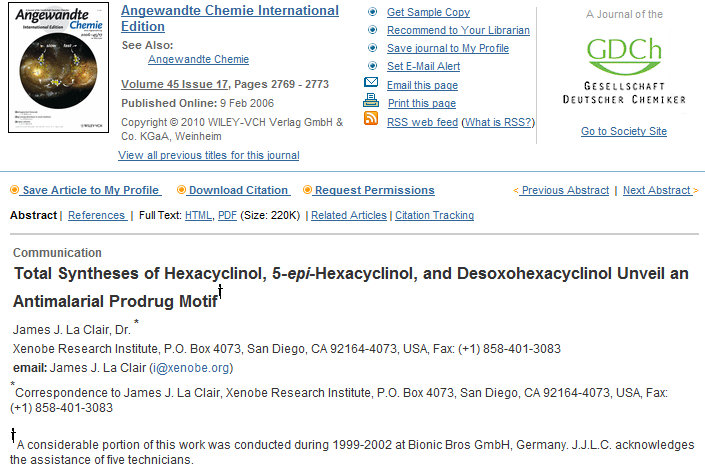 Angewandte Chemie
International Edition
Angewandte Chemie International
Edition
See Also:
Angewandte Chemie
Volume 45 Issue 17, Pages 2769 - 2773
Published Online: 9 Feb 2006
Copyright © 2010 WILEY-VCH Verlag GmbH &
Co. KGaA, Weinheim
View all previous titles for this journal
Get Sample Copy
Recommend to Your Librarian
Save journal to My Profile
Set E-Mail Alert
Email this page
Print this page
RSS web feed (What is RSS?)
A Journal of the
GDCh
GESELLSCHAFT
DEUTSCHER CHEMIKER
Go to Society Site
Save Article to My Profile Download Citation Request Permissions < Previous Abstract | Next Abstract >
Abstract | References | Full Text: HTML, PDF (Size: 220K) | Related Articles | Citation Tracking
Communication
Total Syntheses of Hexacyclinol, 5-epi-Hexacyclinol, and Desoxohexacyclinol Unveil an
Antimalarial Prodrug Motif†
James J. La Clair, Dr. *
Xenobe Research Institute, P.O. Box 4073, San Diego, CA 92164-4073, USA, Fax: (+1) 858-401-3083
email: James J. La Clair (i@xenobe.org)
*Correspondence to James J. La Clair, Xenobe Research Institute, P.O. Box 4073, San Diego, CA 92164-4073, USA, Fax:
(+1) 858-401-3083
†A considerable portion of this work was conducted during 1999-2002 at Bionic Bros GmbH, Germany. J.J.L.C. acknowledges
the assistance of five technicians.